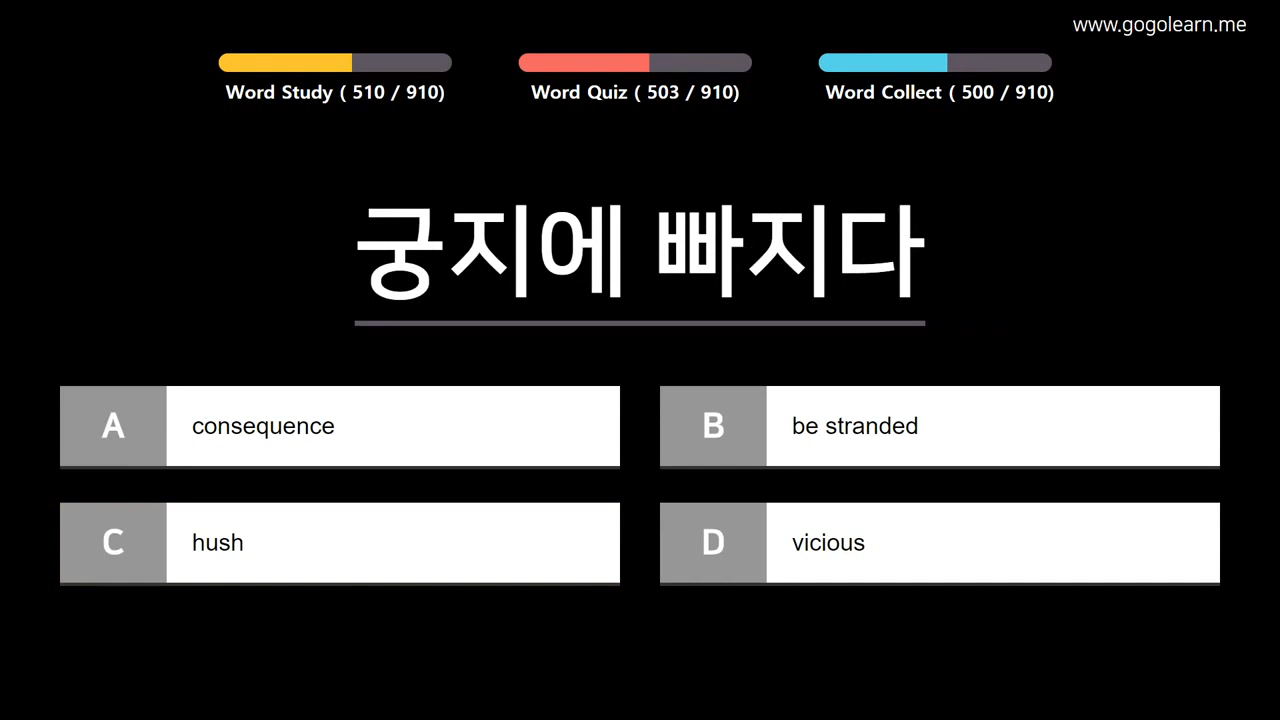 www.gogolearn.me
Word Study ( 510 / 910)
Word Quiz ( 503 / 910)
Word Collect ( 500 / 910)
궁지에 빠지다
A consequence
B be stranded
C hush
D vicious